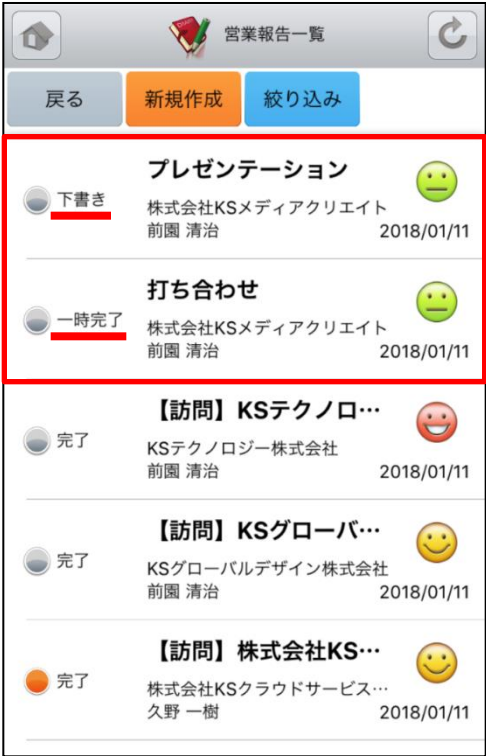 営業報告一覧
戻る
新規作成
絞り込み
プレゼンテーション
下書き
株式会社KSメディアクリエイト
前園 清治
2018/01/11
打ち合わせ
一時完了
株式会社KSメディアクリエイト
前園 清治
2018/01/11
【訪問】KSテクノロ…
完了
KSテクノロジー株式会社
前園 清治
2018/01/11
【訪問】KSグローバ…
完了
KSグローバルデザイン株式会社
前園 清治
2018/01/11
【訪問】株式会社KS…
完了
株式会社KSクラウドサービス…
久野 一樹
2018/01/11